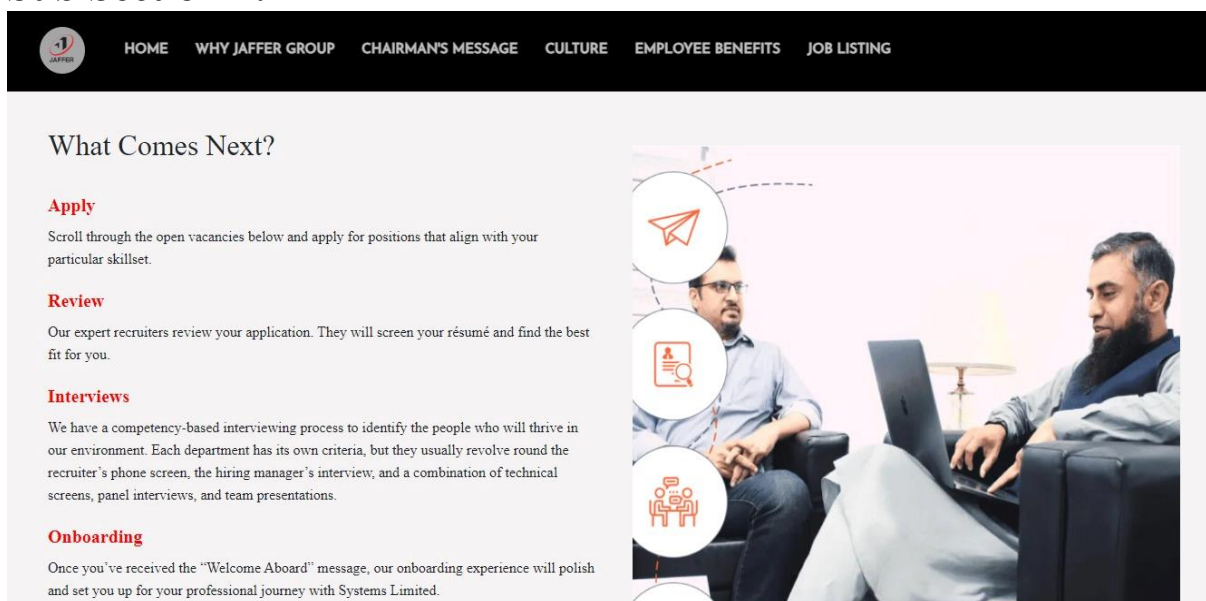 JAFFER
HOME WHY JAFFER GROUP CHAIRMAN'S MESSAGE CULTURE EMPLOYEE BENEFITS JOB LISTING
What Comes Next?
Apply
Scroll through the open vacancies below and apply for positions that align with your
particular skillset.
Review
Our expert recruiters review your application. They will screen your résumé and find the best
fit for you.
Interviews
We have a competency-based interviewing process to identify the people who will thrive in
our environment. Each department has its own criteria, but they usually revolve round the
recruiter’s phone screen, the hiring manager’s interview, and a combination of technical
screens, panel interviews, and team presentations.
Onboarding
Once you’ve received the “Welcome Aboard” message, our onboarding experience will polish
and set you up for your professional journey with Systems Limited.